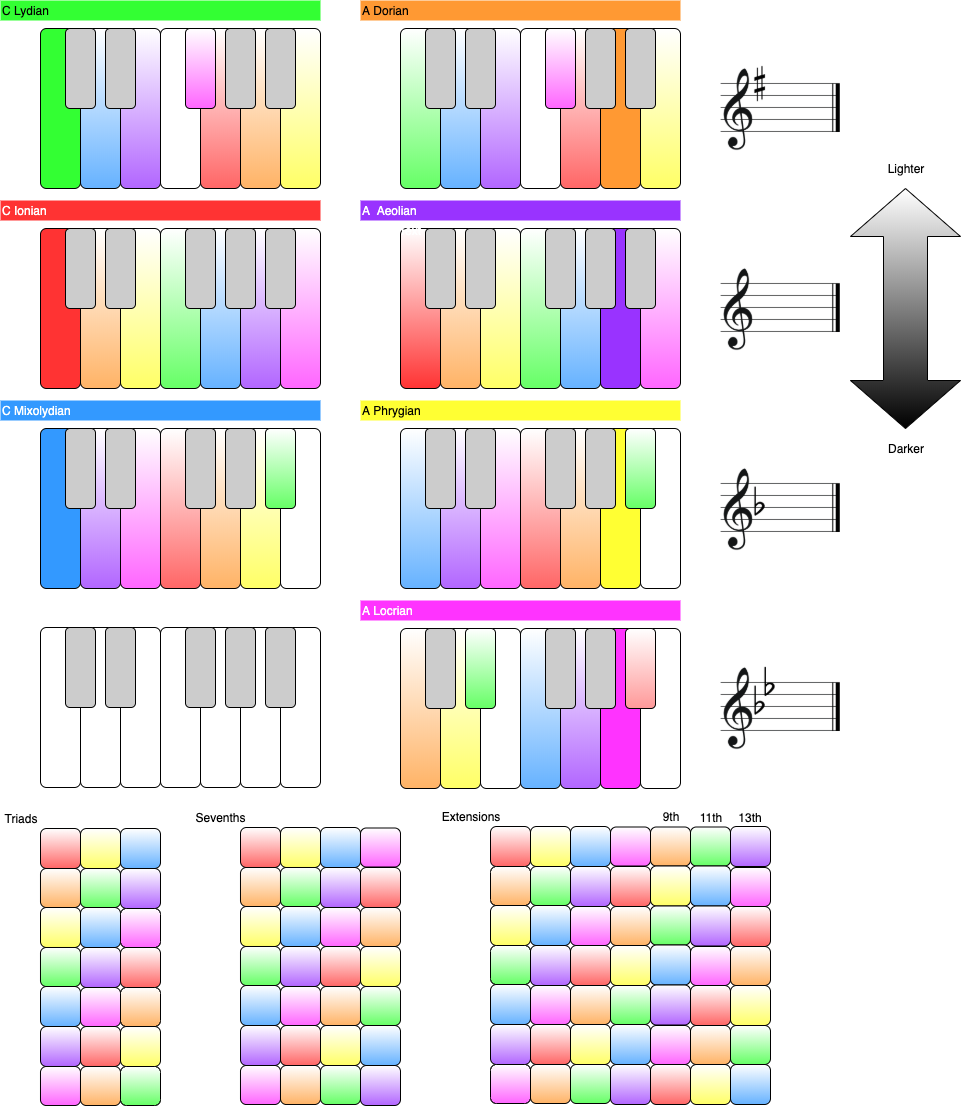 C Lydian
A Dorian
Lighter
C Ionian
A  Aeolian
C Mixolydian
A Phrygian
Darker
A Locrian
Triads
Sevenths
Extensions
9th
11th
13th